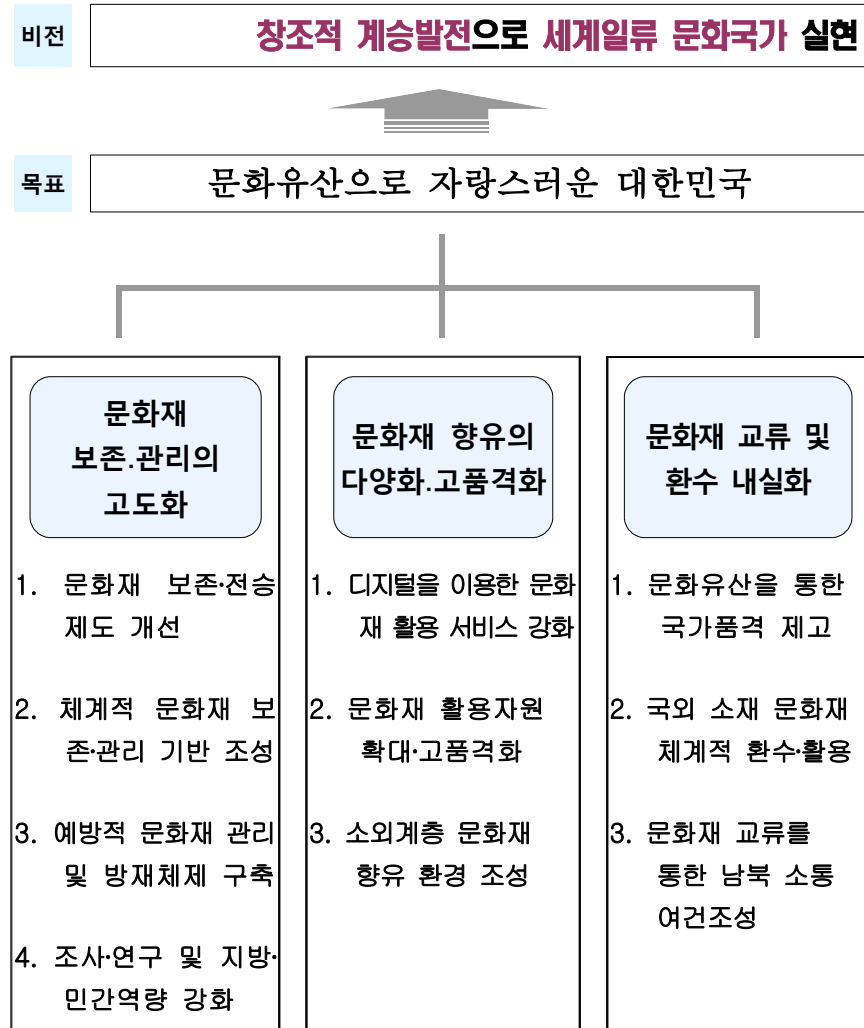 비전
창조적 계승발전으로 세계일류 문화국가 실현
목표
문화유산으로 자랑스러운 대한민국
문화재
보존.관리의
고도화
1. 문화재 보존·전승
제도 개선
2. 체계적 문화재 보
존·관리 기반 조성
3. 예방적 문화재 관리
및 방재체제 구축
4. 조사·연구 및 지방·
민간역량 강화
문화재 향유의
다양화.고품격화
1. 디지털을 이용한 문화
재 활용 서비스 강화
2. 문화재 활용자원
확대·고품격화
3. 소외계층 문화재
향유 환경 조성
문화재 교류 및
환수 내실화
1. 문화유산을 통한
국가품격 제고
2. 국외 소재 문화재
체계적 환수·활용
3. 문화재 교류를
통한 남북 소통
여건조성